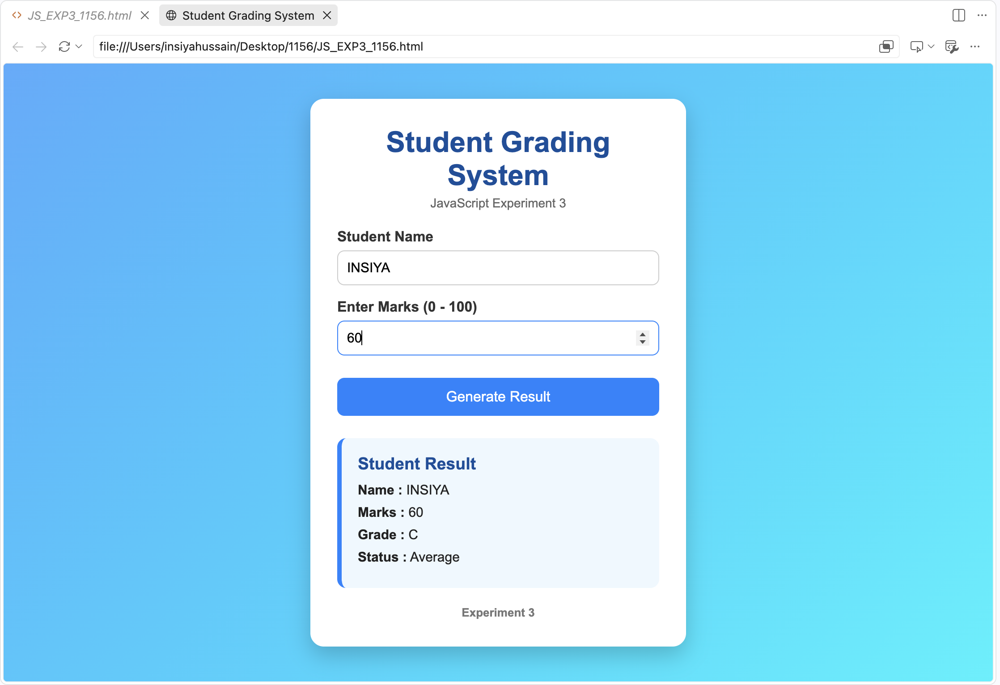 JS_EXP3_1156.html
Student Grading System
file:///Users/insiyahussain/Desktop/1156/JS_EXP3_1156.html
Student Grading
System
JavaScript Experiment 3
Student Name
INSIYA
Enter Marks (0 - 100)
60
Generate Result
Student Result
Name : INSIYA
Marks : 60
Grade : C
Status : Average
Experiment 3